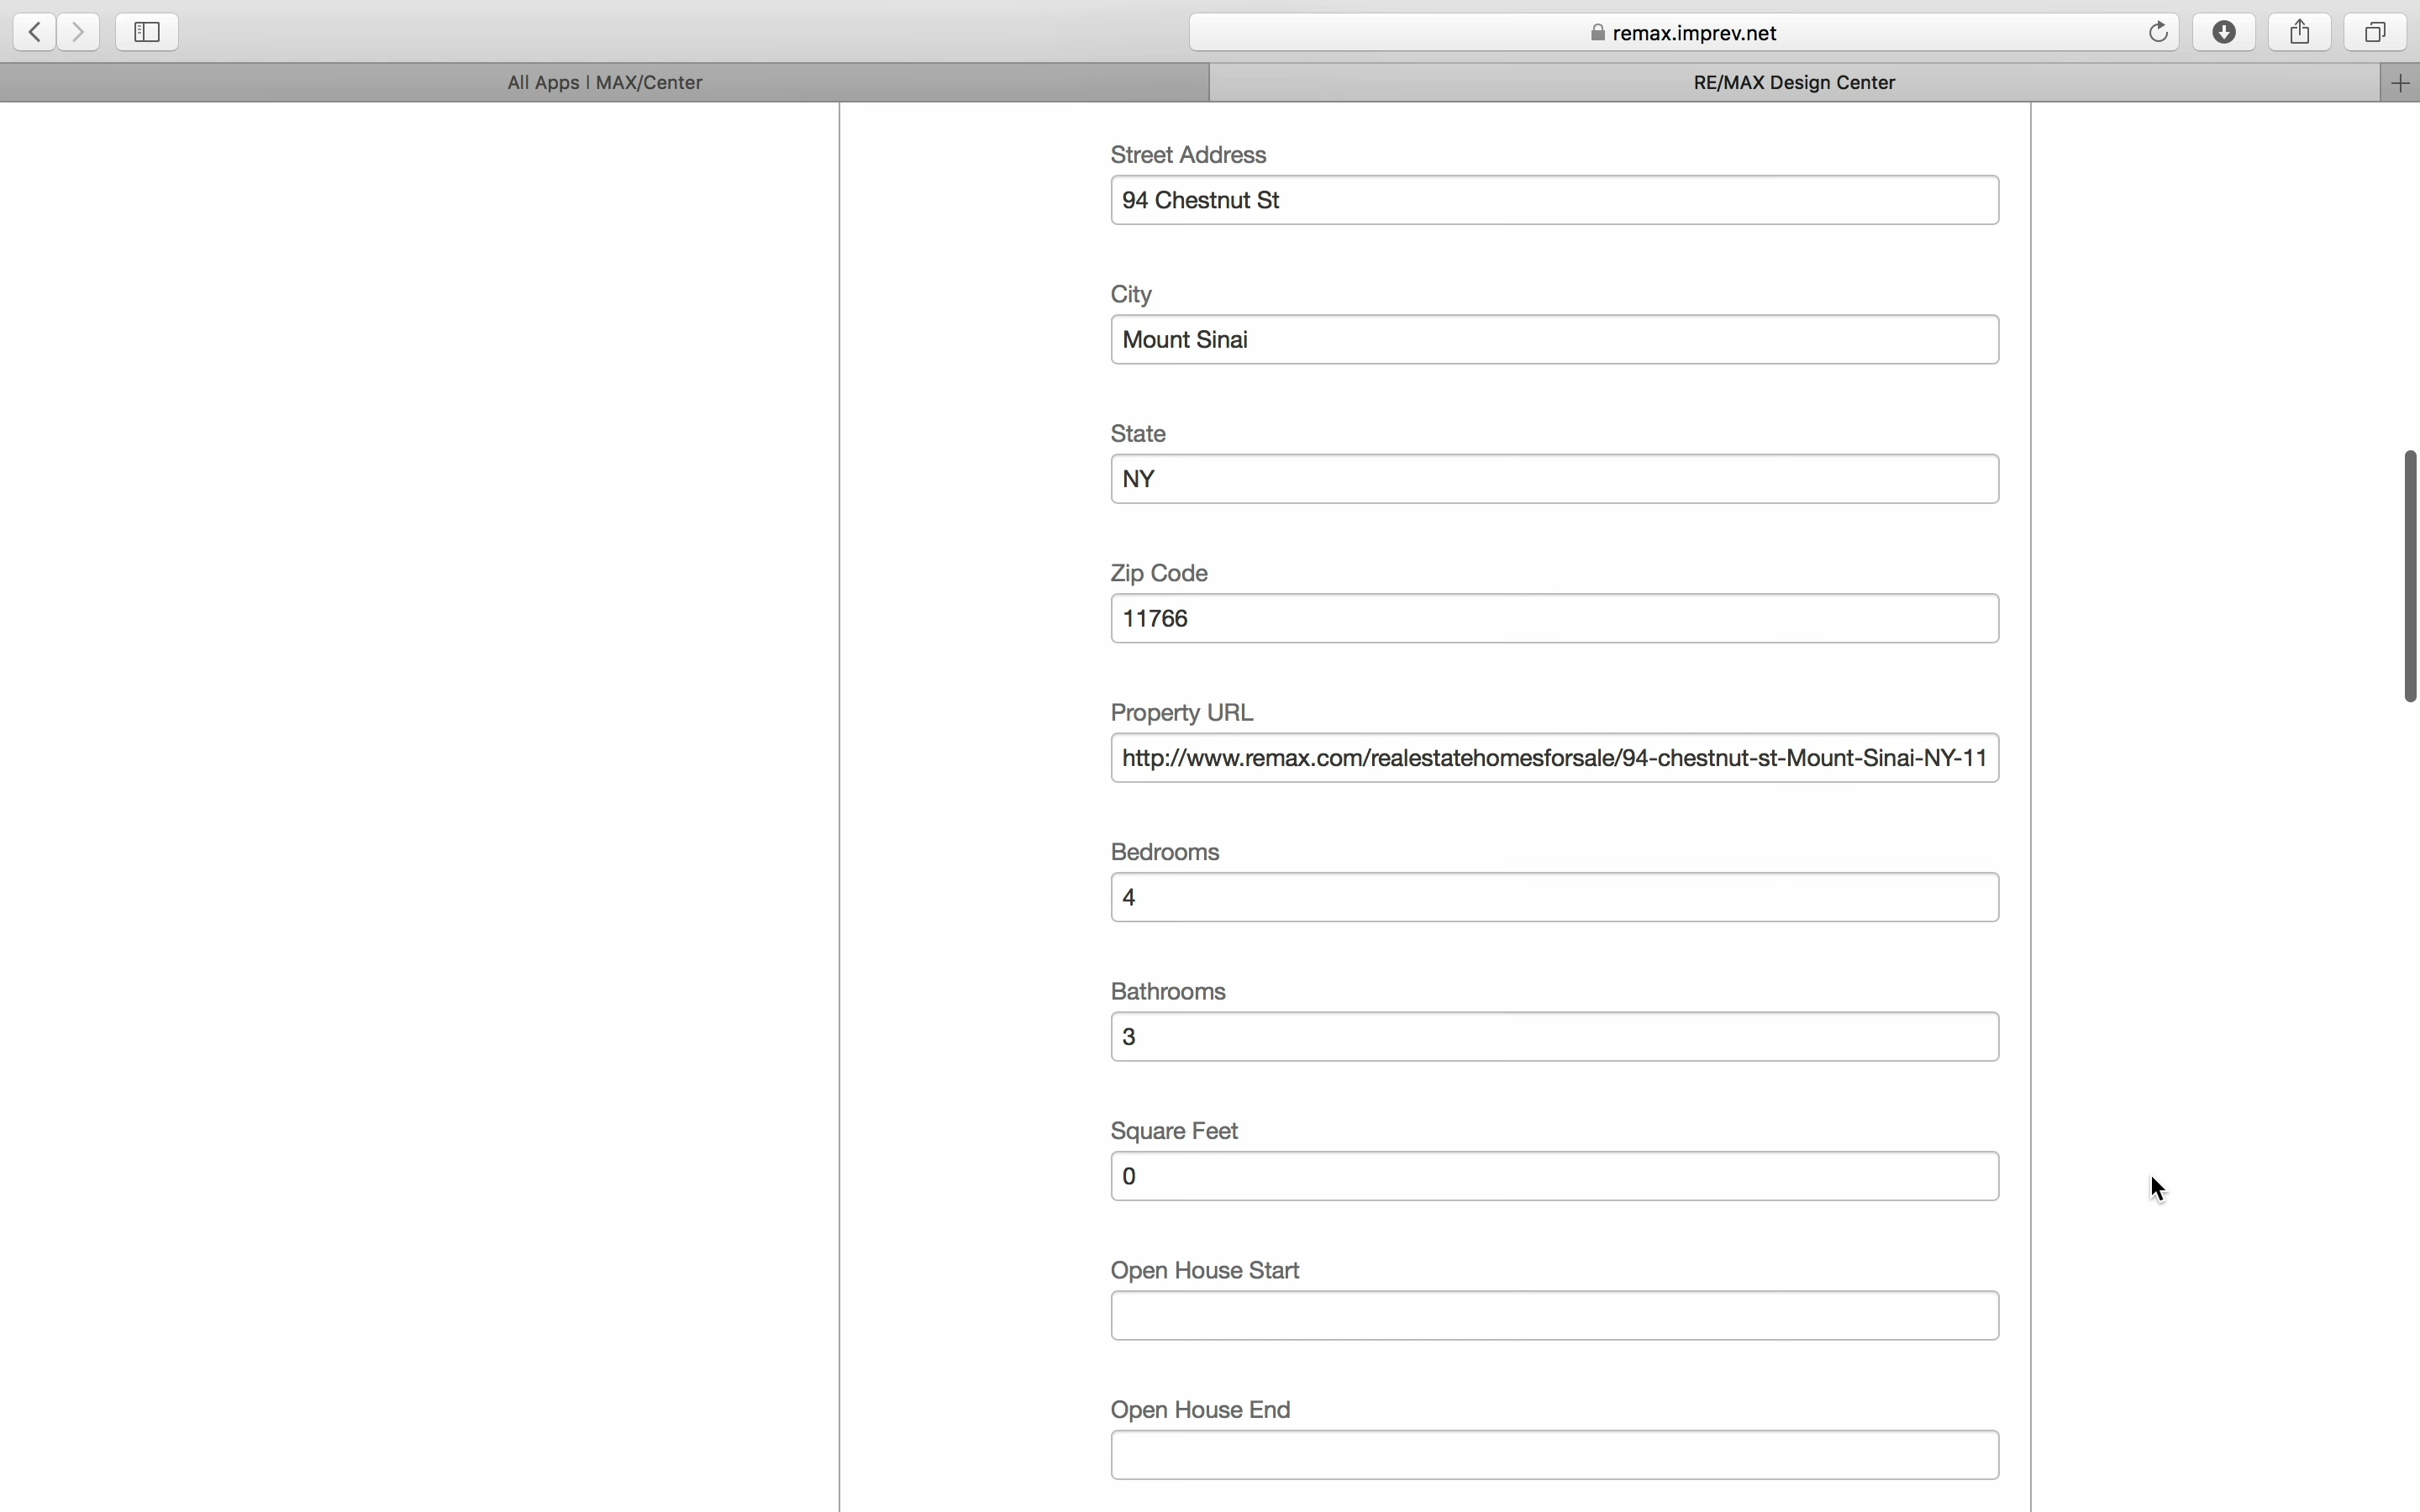 remax.imprev.net
All Apps | MAX/Center
RE/MAX Design Center
Street Address
94 Chestnut St
City
Mount Sinai
State
NY
Zip Code
11766
Property URL
http://www.remax.com/realestatehomesforsale/94-chestnut-st-Mount-Sinai-NY-11
Bedrooms
4
Bathrooms
3
Square Feet
0
Open House Start
Open House End